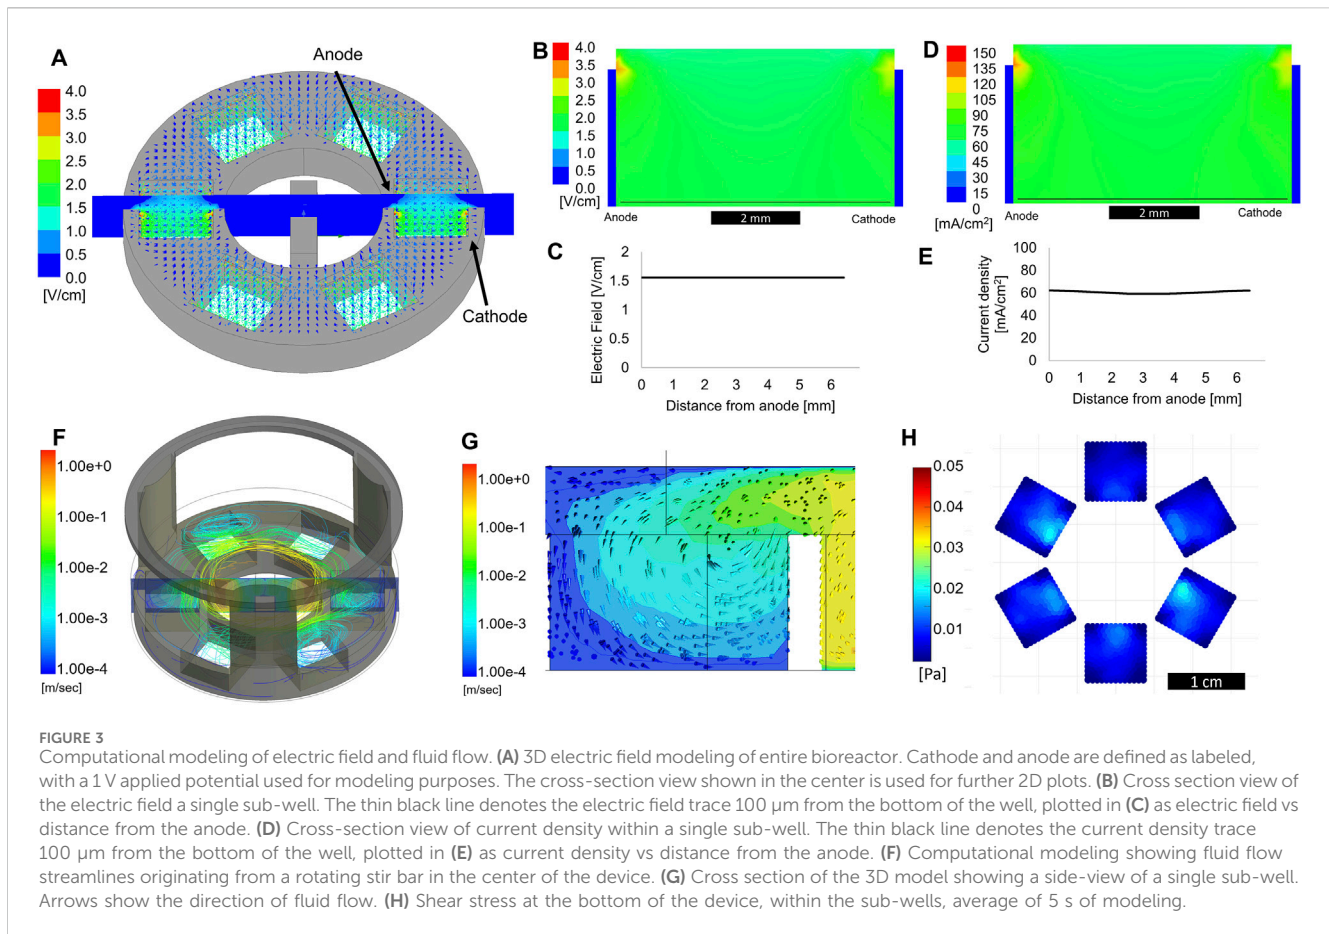 A
Anode
4.0
3.5
3.0
2.5
2.0
1.5
1.0
0.5
0.0
[V/cm]
Cathode
B
4.0
3.5
3.0
2.5
2.0
1.5
1.0
0.5
0.0
[V/cm]
Anode
2 mm
Cathode
D
150
135
120
105
90
75
60
45
30
15
0
[mA/cm²]
Anode
2 mm
Cathode
C
Electric Field [V/cm]
2
1.5
1
0.5
0
0 1 2 3 4 5 6
Distance from anode [mm]
E
Current density
[mA/cm²]
100
80
60
40
20
0
0 1 2 3 4 5 6
Distance from anode [mm]
F
1.00e+0
1.00e-1
1.00e-2
1.00e-3
1.00e-4
[m/sec]
G
1.00e+0
1.00e-1
1.00e-2
1.00e-3
1.00e-4
[m/sec]
H
0.05
0.04
0.03
0.02
0.01
[Pa]
1 cm
FIGURE 3
Computational modeling of electric field and fluid flow. (A) 3D electric field modeling of entire bioreactor. Cathode and anode are defined as labeled,
with a 1 V applied potential used for modeling purposes. The cross-section view shown in the center is used for further 2D plots. (B) Cross section view of
the electric field a single sub-well. The thin black line denotes the electric field trace 100 µm from the bottom of the well, plotted in (C) as electric field vs
distance from the anode. (D) Cross-section view of current density within a single sub-well. The thin black line denotes the current density trace
100 µm from the bottom of the well, plotted in (E) as current density vs distance from the anode. (F) Computational modeling showing fluid flow
streamlines originating from a rotating stir bar in the center of the device. (G) Cross section of the 3D model showing a side-view of a single sub-well.
Arrows show the direction of fluid flow. (H) Shear stress at the bottom of the device, within the sub-wells, average of 5 s of modeling.